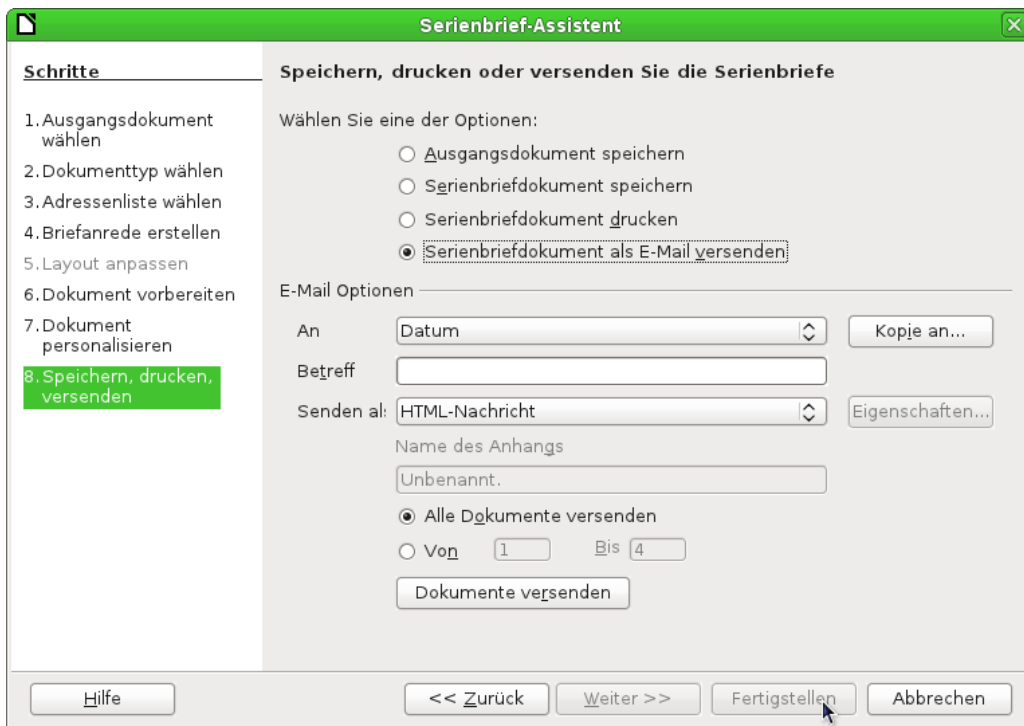 Serienbrief-Assistent
Schritte
1.Ausgangsdokument
wählen
2.Dokumenttyp wählen
3.Adressenliste wählen
4.Briefanrede erstellen
5.Layout anpassen
6.Dokument vorbereiten
7.Dokument
personalisieren
8.Speichern, drucken,
versenden
Speichern, drucken oder versenden Sie die Serienbriefe
Wählen Sie eine der Optionen:
Ausgangsdokument speichern
Serienbriefdokument speichern
Serienbriefdokument drucken
Serienbriefdokument als E-Mail versenden
E-Mail Optionen
An Datum Kopie an...
Betreff
Senden al: HTML-Nachricht Eigenschaften...
Name des Anhangs
Unbenannt.
Alle Dokumente versenden
Von 1 Bis 4
Dokumente versenden
Hilfe << Zurück Weiter >> Fertigstellen Abbrechen